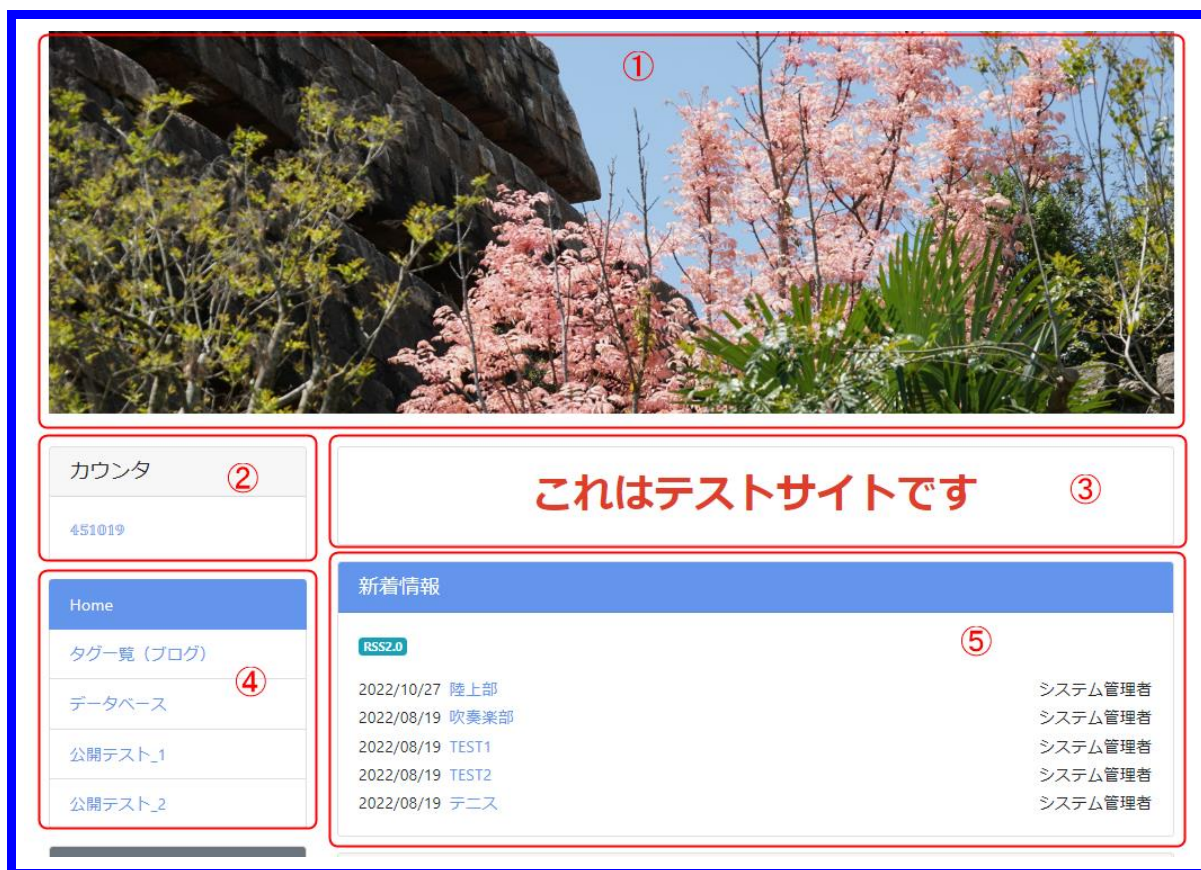 ①
カウンタ ②
451019
これはテストサイトです ③
Home
タグ一覧（ブログ）
④
データベース
公開テスト_1
公開テスト_2
新着情報
RSS2.0
⑤
2022/10/27 陸上部 システム管理者
2022/08/19 吹奏楽部 システム管理者
2022/08/19 TEST1 システム管理者
2022/08/19 TEST2 システム管理者
2022/08/19 テニス システム管理者